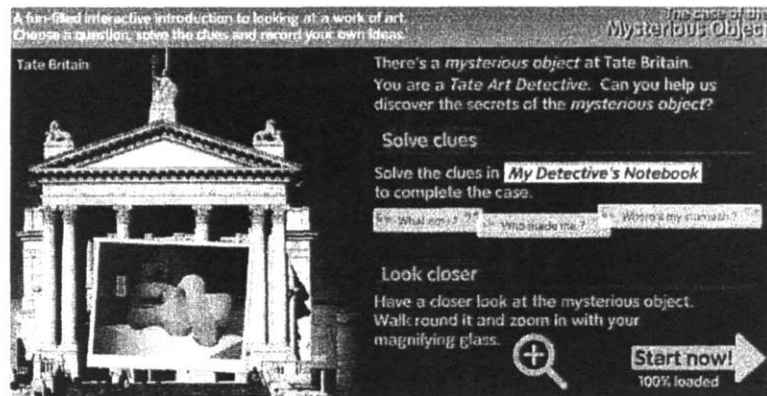 A fun-filled interactive introduction to looking at a work of art.
Choose a question, solve the clues and record your own ideas.
The case of the
Mysterious Object
Tate Britain
There's a mysterious object at Tate Britain.
You are a Tate Art Detective. Can you help us
discover the secrets of the mysterious object?
Solve clues
Solve the clues in My Detective's Notebook
to complete the case.
What am I?
Who made me?
Where's my stomach?
Look closer
Have a closer look at the mysterious object.
Walk round it and zoom in with your
magnifying glass.
Start now!
100% loaded